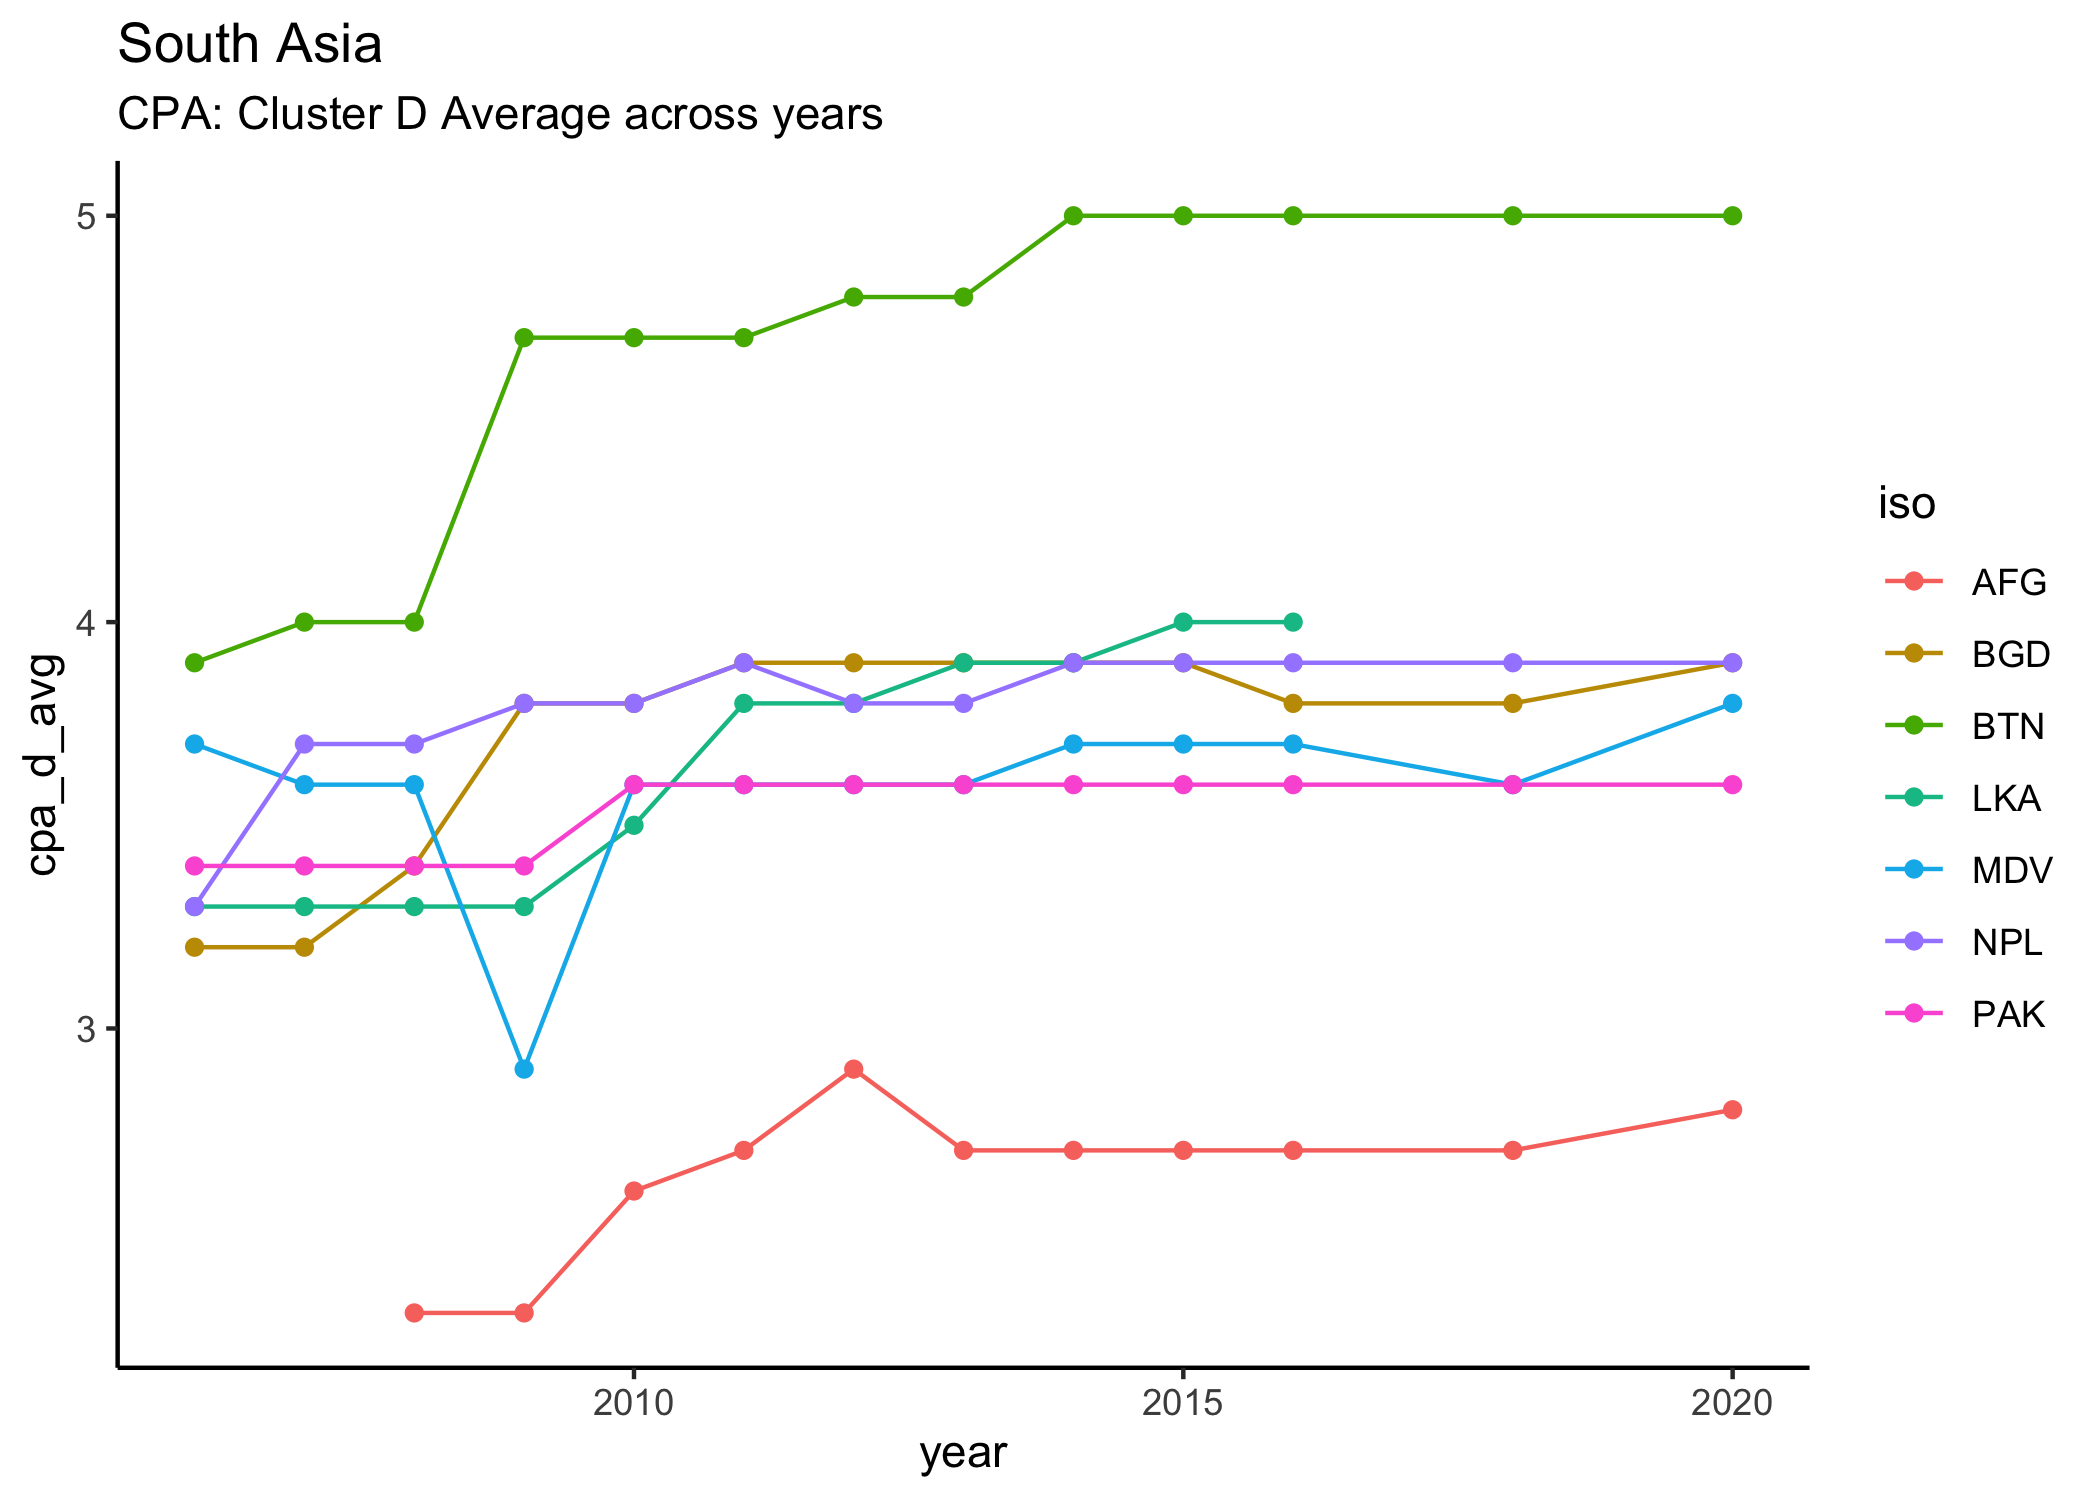 South Asia
CPA: Cluster D Average across years
cpa_d_avg
5
4
3
2010
2015
2020
year
iso
AFG
BGD
BTN
LKA
MDV
NPL
PAK